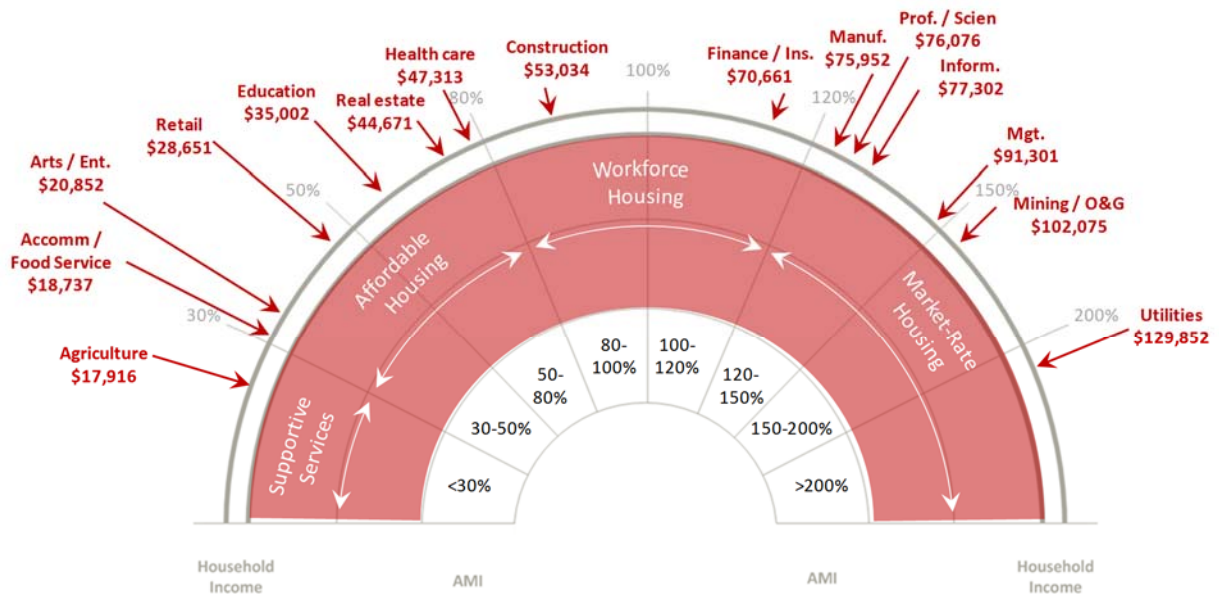 Prof. / Scien
$76,076
Manuf.
$75,952
Inform.
$77,302
Finance / Ins.
$70,661
100%
Construction
$53,034
Health care
$47,313
80%
120%
Real estate
$44,671
Education
$35,002
Retail
$28,651
Arts / Ent.
$20,852
50%
Accomm /
Food Service
$18,737
30%
Agriculture
$17,916
Mgt.
$91,301
150%
Mining / O&G
$102,075
200%
Utilities
$129,852
Supportive
Services
Affordable
Housing
Workforce
Housing
Market-Rate
Housing
<30%
30-50%
50-
80%
80-
100%
100-
120%
120-
150%
150-200%
>200%
Household
Income
AMI
AMI
Household
Income